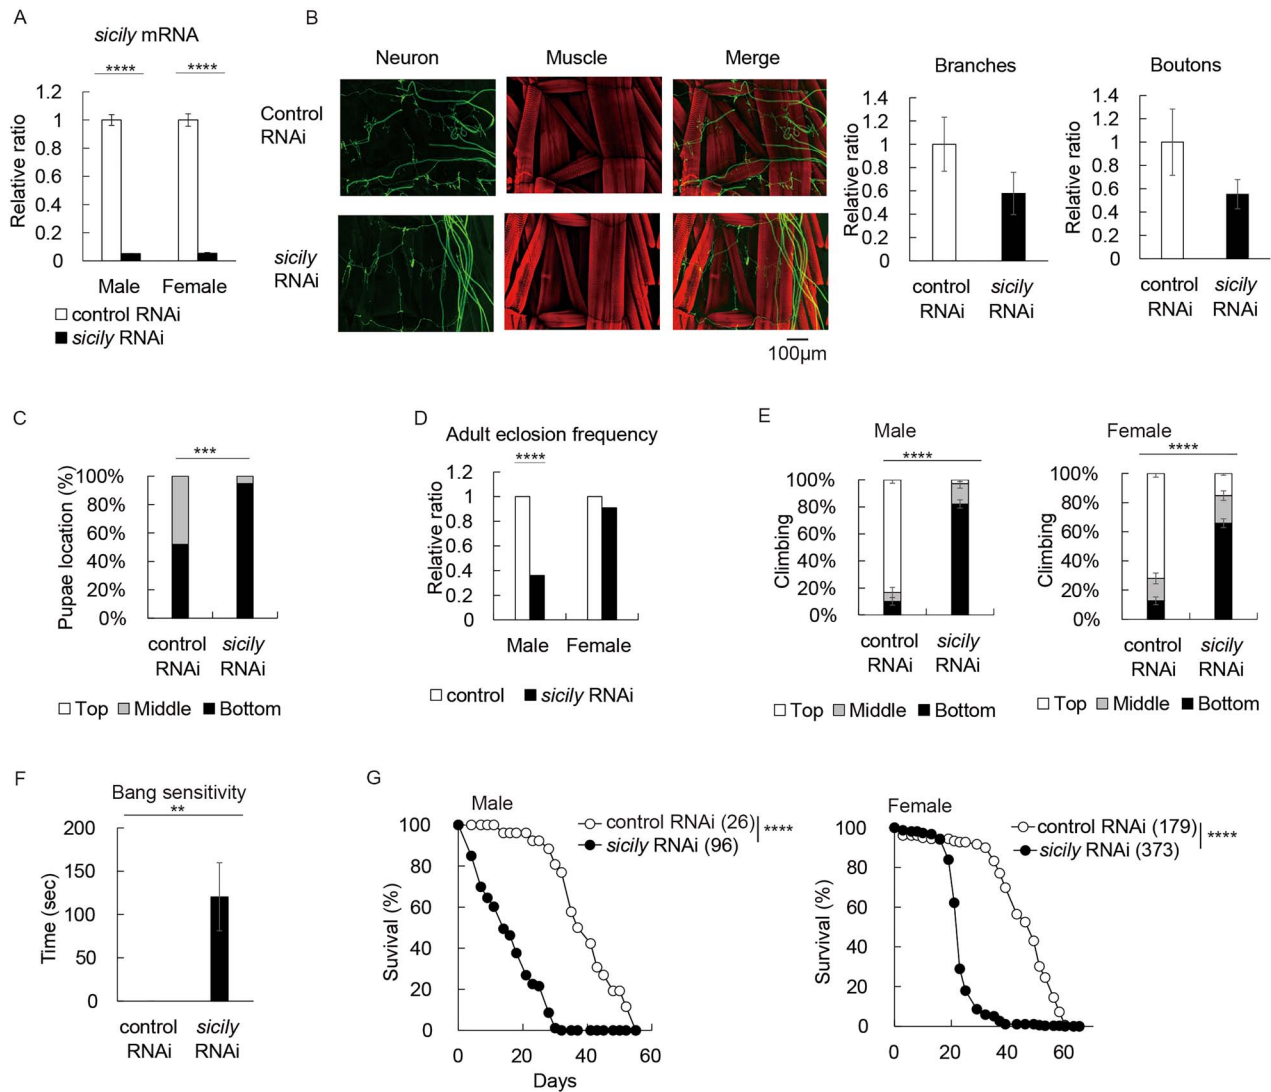 A
sicily mRNA
**** ****
Relative ratio
1.2
1
0.8
0.6
0.4
0.2
0
Male Female
control RNAi
sicily RNAi
B
Neuron Muscle Merge
Control
RNAi
sicily
RNAi
100µm
Branches
Relative ratio
1.4
1.2
1
0.8
0.6
0.4
0.2
0
control sicily
RNAi RNAi
Boutons
Relative ratio
1.4
1.2
1
0.8
0.6
0.4
0.2
0
control sicily
RNAi RNAi
C
***
Pupae location (%)
100%
80%
60%
40%
20%
0%
control sicily
RNAi RNAi
Top Middle Bottom
D
Adult eclosion frequency
****
Relative ratio
1.2
1
0.8
0.6
0.4
0.2
0
Male Female
control sicily RNAi
E
Male
****
Climbing
100%
80%
60%
40%
20%
0%
control sicily
RNAi RNAi
Top Middle Bottom
Female
****
Climbing
100%
80%
60%
40%
20%
0%
control sicily
RNAi RNAi
Top Middle Bottom
F
Bang sensitivity
**
Time (sec)
200
150
100
50
0
control sicily
RNAi RNAi
G
Male
control RNAi (26)
sicily RNAi (96)
****
Suvival (%)
100
80
60
40
20
0
0 20 40 60
Days
Female
control RNAi (179)
sicily RNAi (373)
****
Survival (%)
100
80
60
40
20
0
0 20 40 60